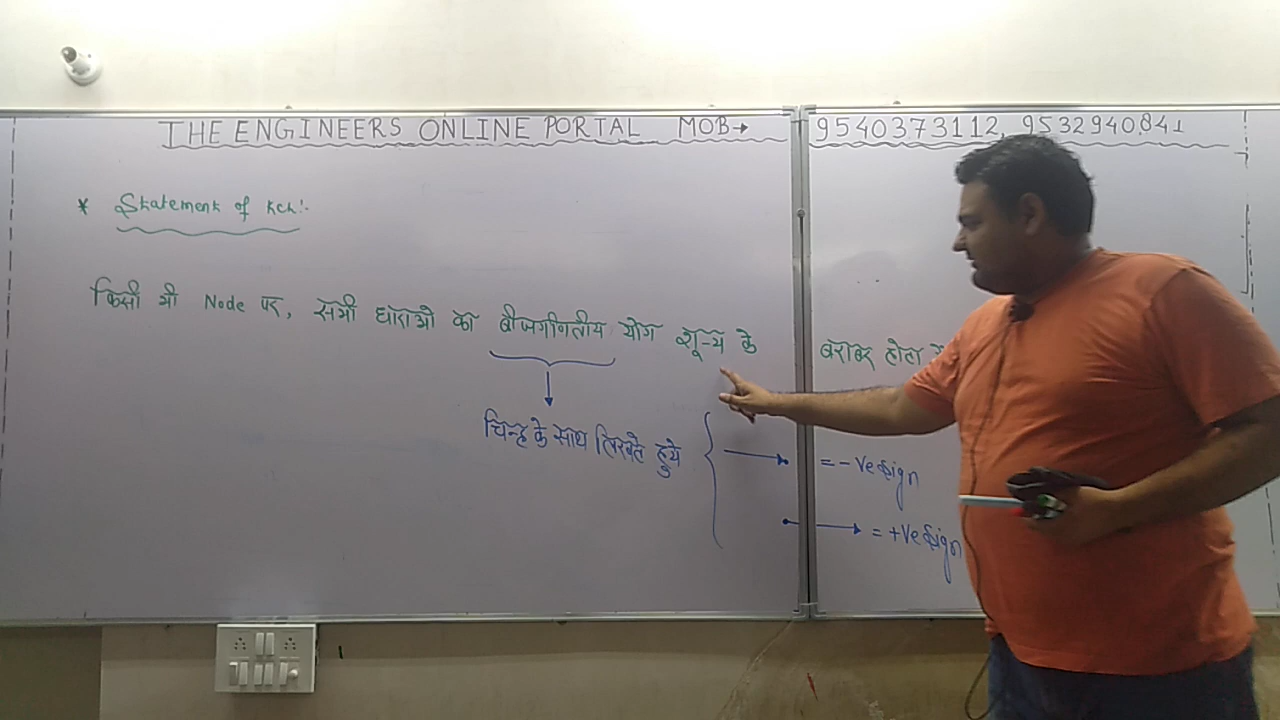 THE ENGINEERS ONLINE PORTAL MOB→ 9540373112, 9532940841
* Statement of KCL:-
किसी भी Node पर, सभी धाराओ का बीजगणितीय योग शून्य के बराबर होता
चिन्ह के साथ लिखते हुये
= -Ve sign
= +Ve sign